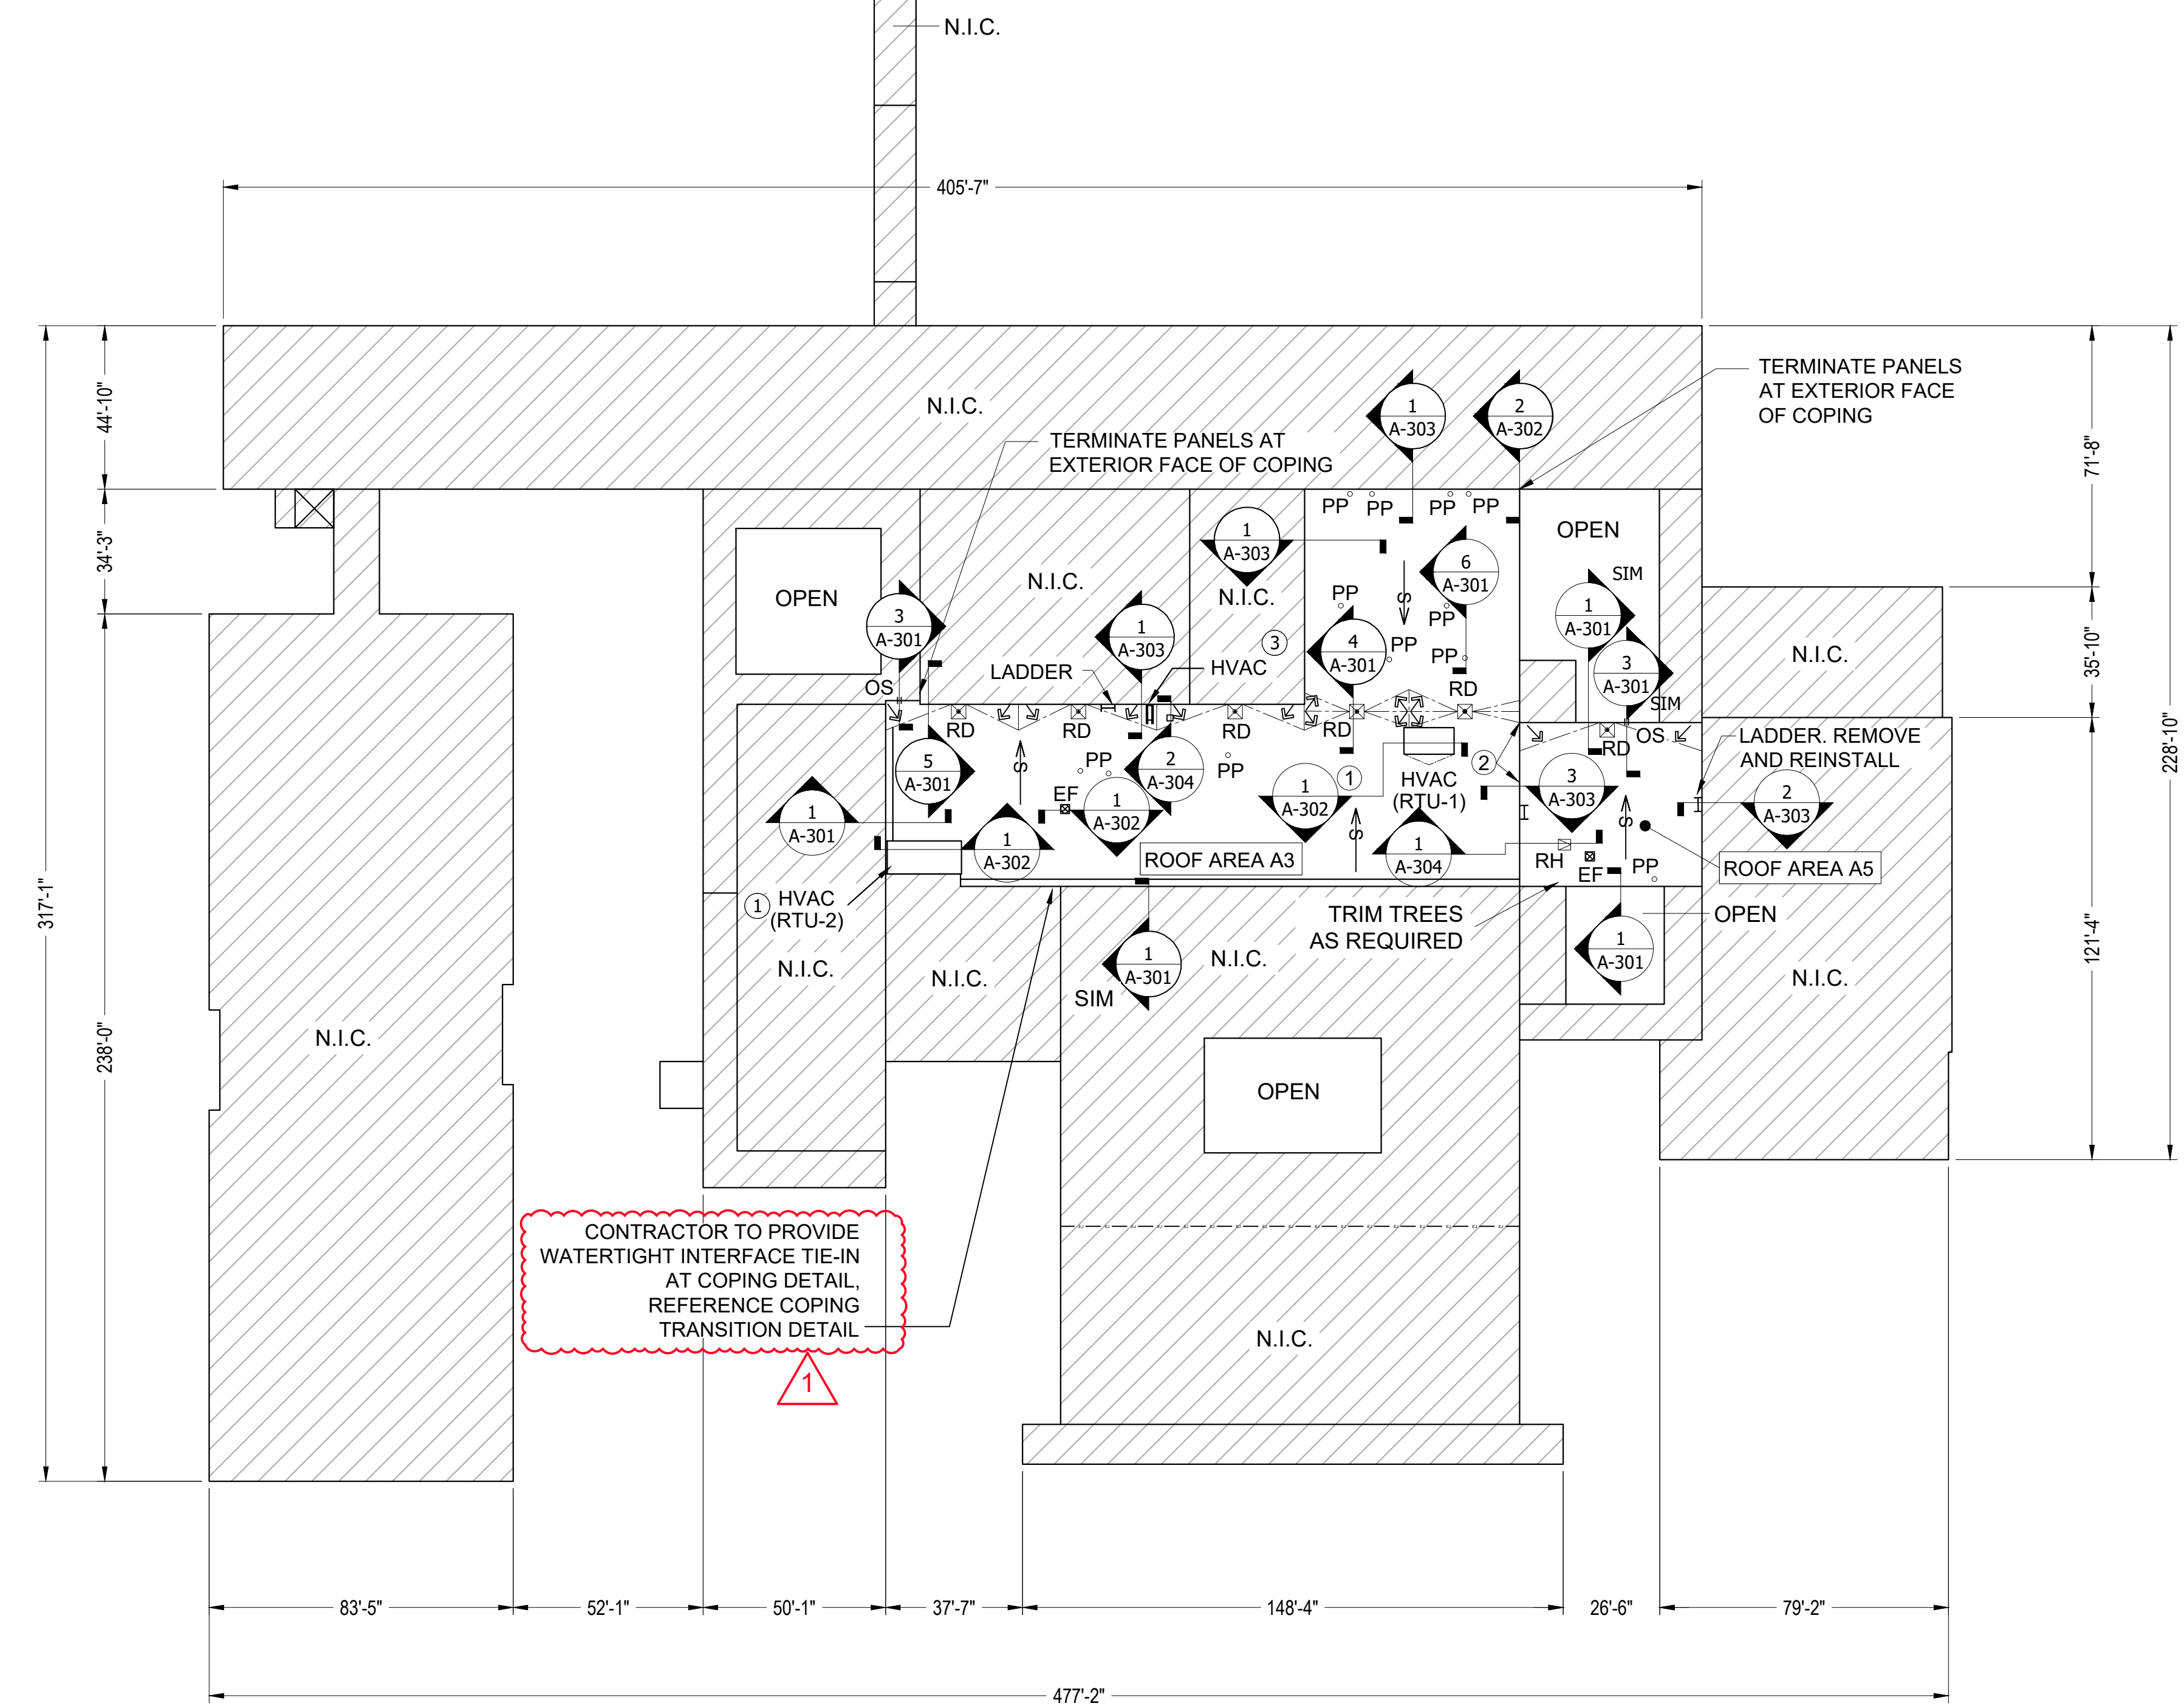 N.I.C.
405'-7"
TERMINATE PANELS
AT EXTERIOR FACE
OF COPING
N.I.C.
1
A-303
2
A-302
44'-10"
71'-8"
TERMINATE PANELS AT
EXTERIOR FACE OF COPING
PP
PP
PP
PP
OPEN
1
A-303
34'-3"
6
A-301
SIM
N.I.C.
OPEN
N.I.C.
S
PP
PP
1
A-301
3
A-301
1
A-303
3
4
A-301
PP
PP
N.I.C.
35'-10"
LADDER
HVAC
3
A-301
SIM
OS
RD
RD
RD
RD
RD
RD
OS
LADDER. REMOVE
AND REINSTALL
228'-10"
5
A-301
S
PP
2
A-304
PP
1
HVAC
(RTU-1)
2
3
A-303
EF
1
A-302
1
A-302
2
A-303
1
A-301
1
A-302
S
S
ROOF AREA A3
1
A-304
RH
EF
PP
ROOF AREA A5
317'-1"
1
HVAC
(RTU-2)
TRIM TREES
AS REQUIRED
OPEN
121'-4"
N.I.C.
N.I.C.
1
A-301
SIM
N.I.C.
1
A-301
N.I.C.
238'-0"
N.I.C.
OPEN
CONTRACTOR TO PROVIDE
WATERTIGHT INTERFACE TIE-IN
AT COPING DETAIL,
REFERENCE COPING
TRANSITION DETAIL
1
N.I.C.
83'-5"
52'-1"
50'-1"
37'-7"
148'-4"
26'-6"
79'-2"
477'-2"